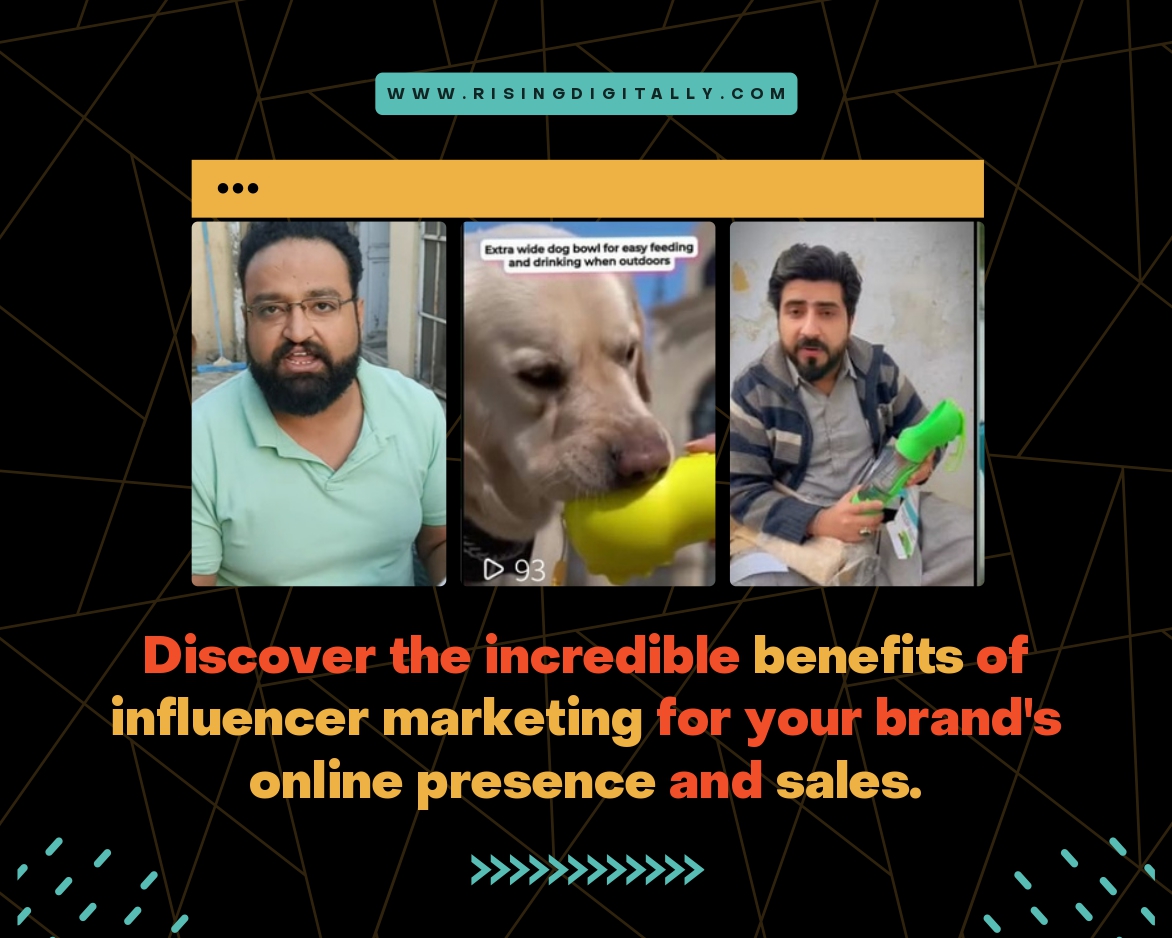 WWW.RISINGDIGITALLY.COM
Extra wide dog bowl for easy feeding
and drinking when outdoors
93
Discover the incredible benefits of
influencer marketing for your brand's
online presence and sales.